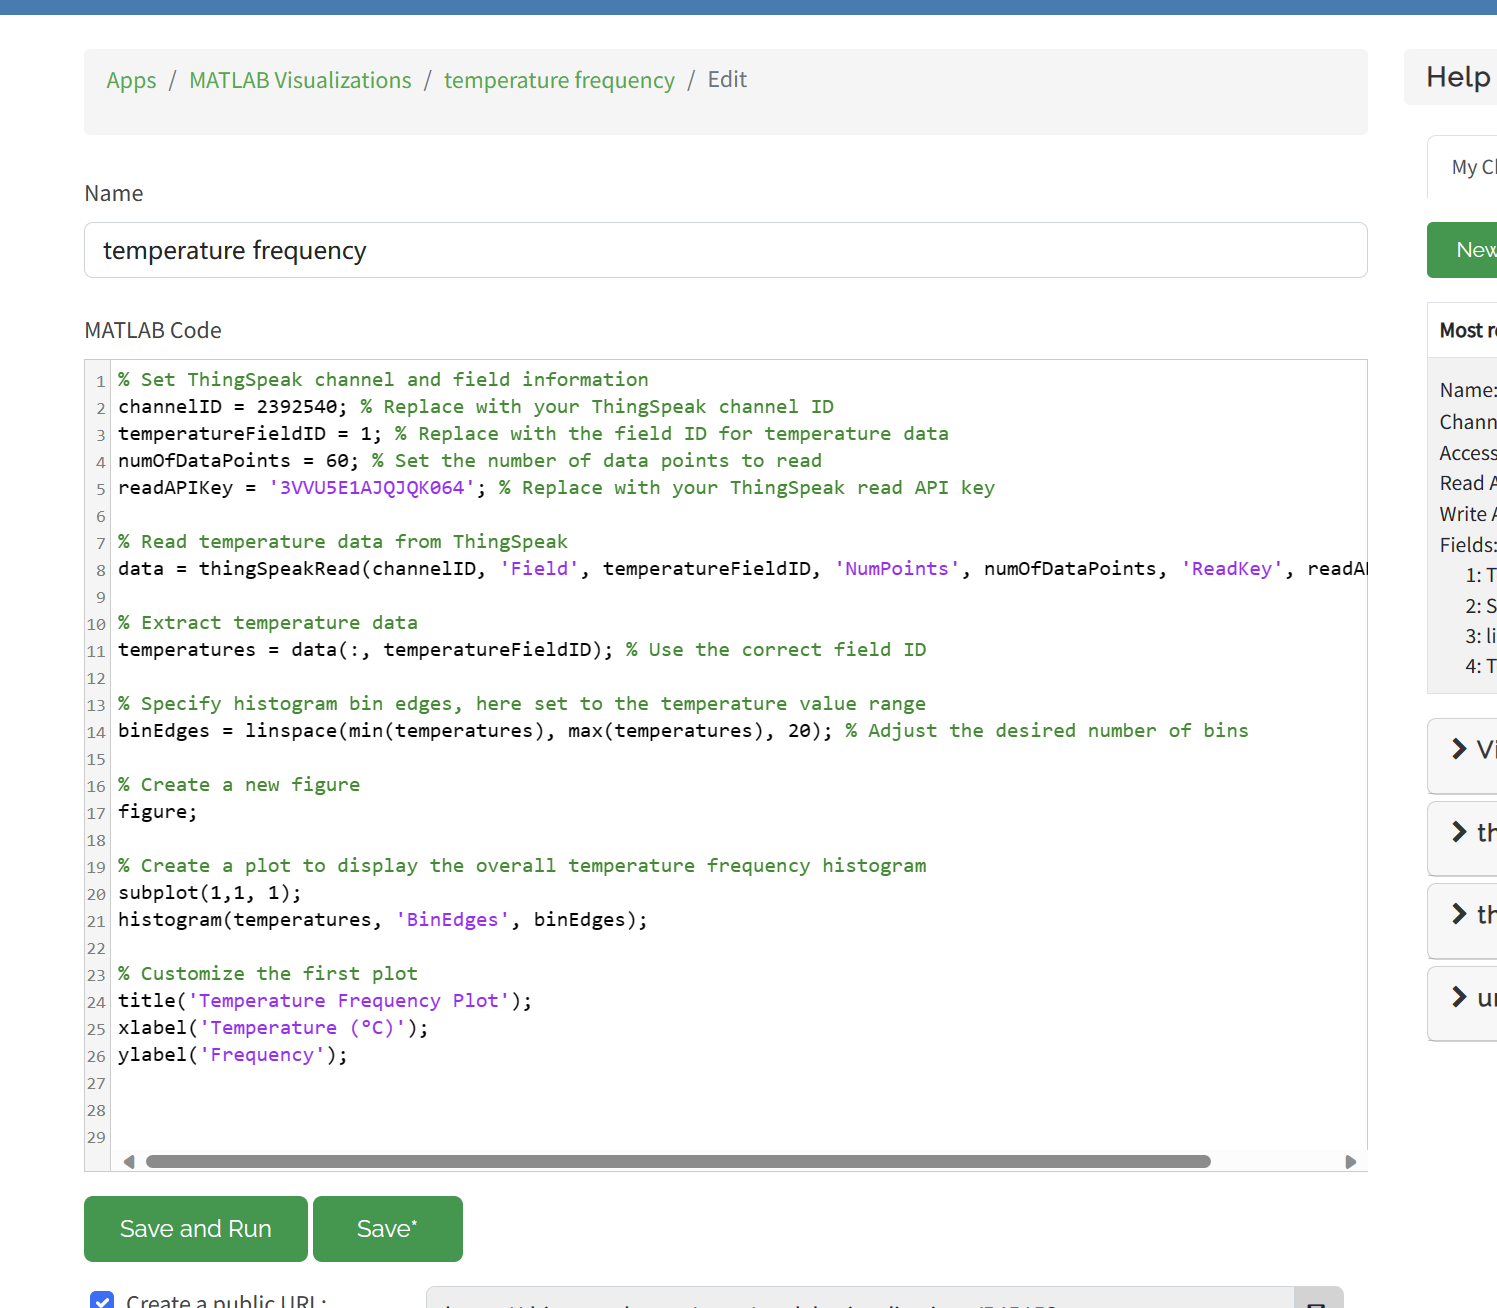 Apps / MATLAB Visualizations / temperature frequency / Edit
Help
Name
temperature frequency
MATLAB Code
1 % Set ThingSpeak channel and field information
2 channelID = 2392540; % Replace with your ThingSpeak channel ID
3 temperatureFieldID = 1; % Replace with the field ID for temperature data
4 numOfDataPoints = 60; % Set the number of data points to read
5 readAPIKey = '3VVU5E1AJQJQK064'; % Replace with your ThingSpeak read API key
6
7 % Read temperature data from ThingSpeak
8 data = thingSpeakRead(channelID, 'Field', temperatureFieldID, 'NumPoints', numOfDataPoints, 'ReadKey', readA
9
10 % Extract temperature data
11 temperatures = data(:, temperatureFieldID); % Use the correct field ID
12
13 % Specify histogram bin edges, here set to the temperature value range
14 binEdges = linspace(min(temperatures), max(temperatures), 20); % Adjust the desired number of bins
15
16 % Create a new figure
17 figure;
18
19 % Create a plot to display the overall temperature frequency histogram
20 subplot(1,1, 1);
21 histogram(temperatures, 'BinEdges', binEdges);
22
23 % Customize the first plot
24 title('Temperature Frequency Plot');
25 xlabel('Temperature (°C)');
26 ylabel('Frequency');
27
28
29
Save and Run
Save*
Create a public URL:
My C
New
Most r
Name:
Chann
Access
Read A
Write A
Fields:
1: T
2: S
3: li
4: T
Vi
th
th